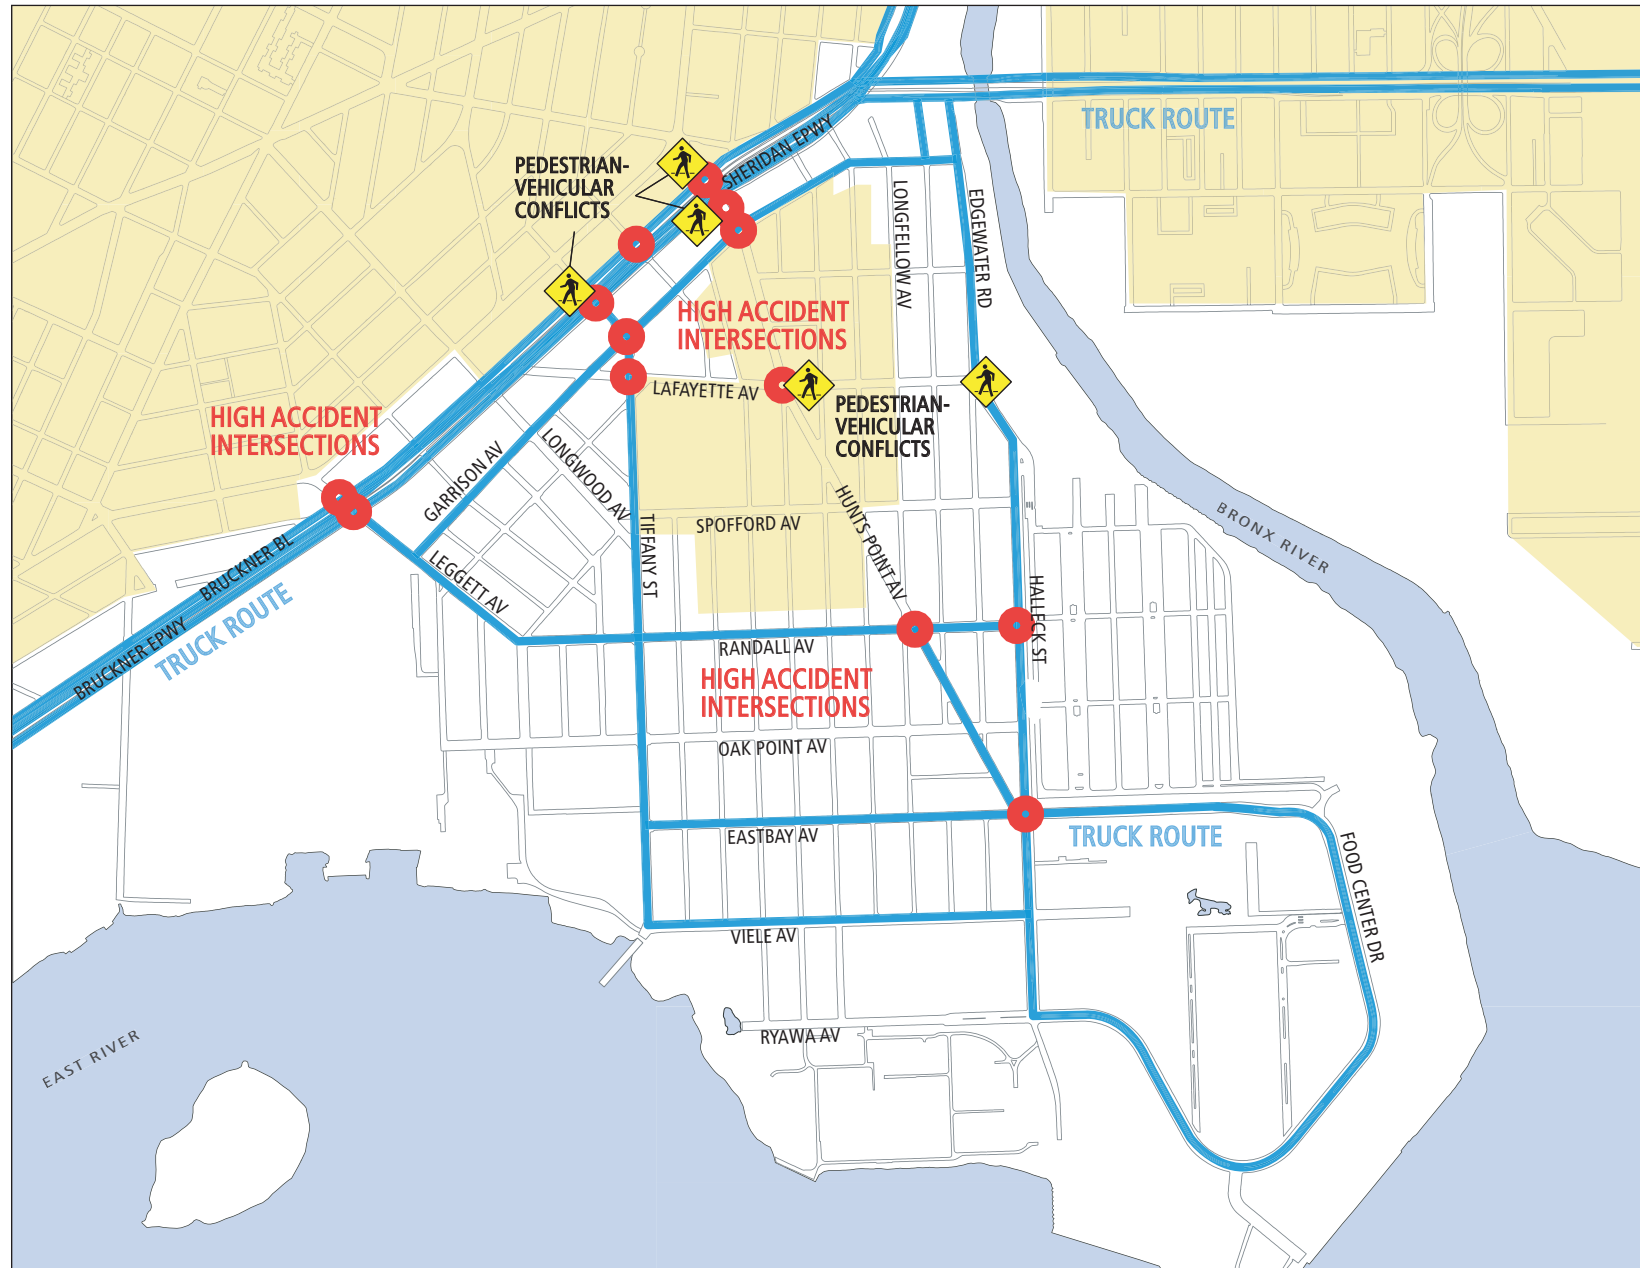 TRUCK ROUTE
SHERIDAN EPWY
PEDESTRIAN-
VEHICULAR
CONFLICTS
LONGFELLOW AV
EDGEWATER RD
HIGH ACCIDENT
INTERSECTIONS
LAFAYETTE AV
PEDESTRIAN-
VEHICULAR
CONFLICTS
HIGH ACCIDENT
INTERSECTIONS
GARRISON AV
LONGWOOD AV
TIFFANY ST
SPOFFORD AV
HUNTS POINT AV
BRONX RIVER
BRUCKNER BL
LEGGETT AV
HALLECK ST
BRUCKNER EPWY
TRUCK ROUTE
RANDALL AV
HIGH ACCIDENT
INTERSECTIONS
OAK POINT AV
EASTBAY AV
TRUCK ROUTE
FOOD CENTER DR
VIELE AV
RYAWA AV
EAST RIVER